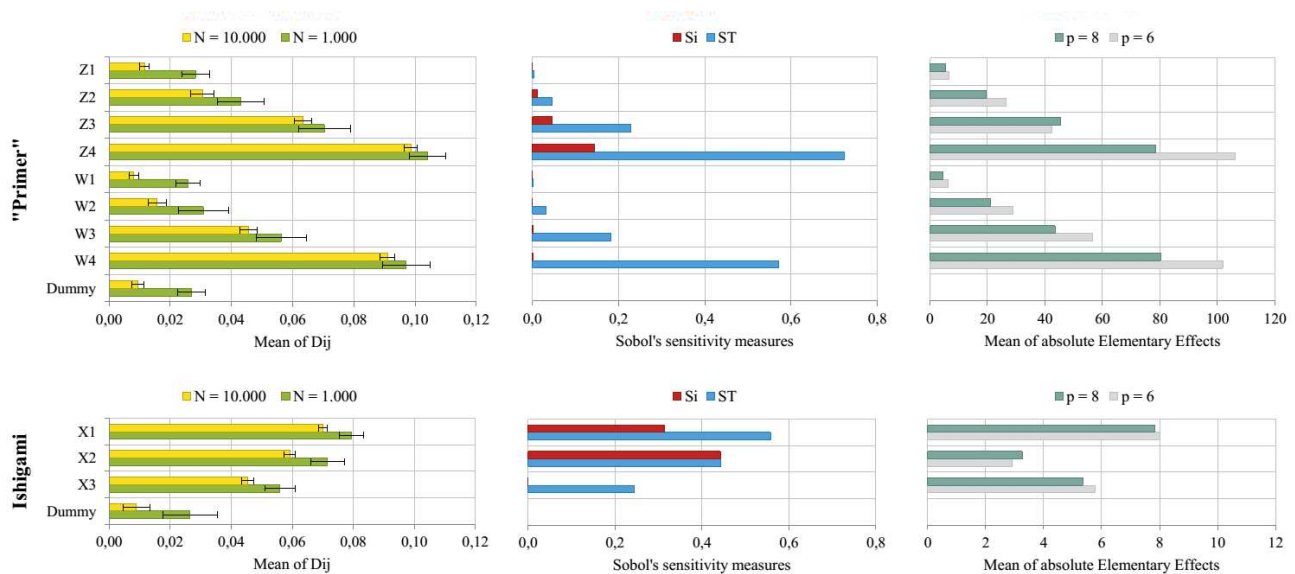 N = 10.000 N = 1.000
Si ST
p = 8 p = 6
"Primer"
Z1
Z2
Z3
Z4
W1
W2
W3
W4
Dummy
0,00 0,02 0,04 0,06 0,08 0,10 0,12
Mean of Dij
0,0 0,2 0,4 0,6 0,8
Sobol's sensitivity measures
0 20 40 60 80 100 120
Mean of absolute Elementary Effects
N = 10.000 N = 1.000
Si ST
p = 8 p = 6
Ishigami
X1
X2
X3
Dummy
0,00 0,02 0,04 0,06 0,08 0,10 0,12
Mean of Dij
0,0 0,2 0,4 0,6 0,8
Sobol's sensitivity measures
0 2 4 6 8 10 12
Mean of absolute Elementary Effects